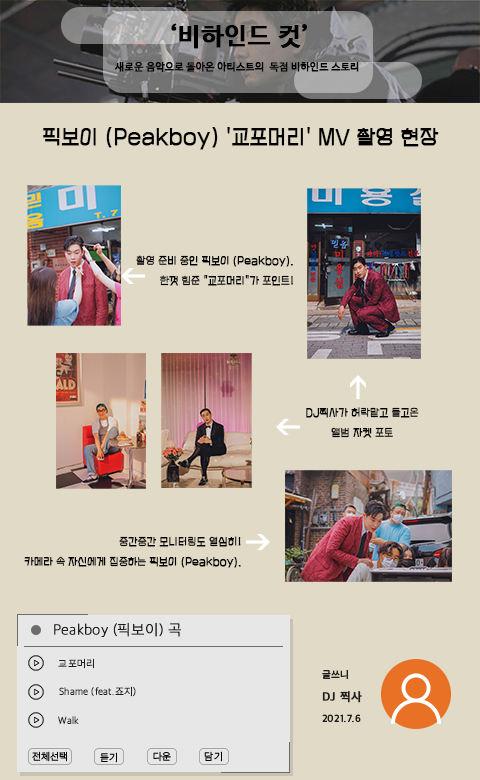 ‘비하인드 컷’
새로운 음악으로 돌아온 아티스트의 독점 비하인드 스토리
픽보이 (Peakboy) '교포머리' MV 촬영 현장
촬영 준비 중인 픽보이 (Peakboy).
한껏 힘준 "교포머리"가 포인트!
미용실
믿음
미
용
실
DJ찍사가 허락맡고 들고온
앨범 자켓 포토
중간중간 모니터링도 열심히!
카메라 속 자신에게 집중하는 픽보이 (Peakboy).
Peakboy (픽보이) 곡
교포머리
Shame (feat.죠지)
Walk
전체선택 듣기 다운 담기
글쓰니
DJ 찍사
2021.7.6